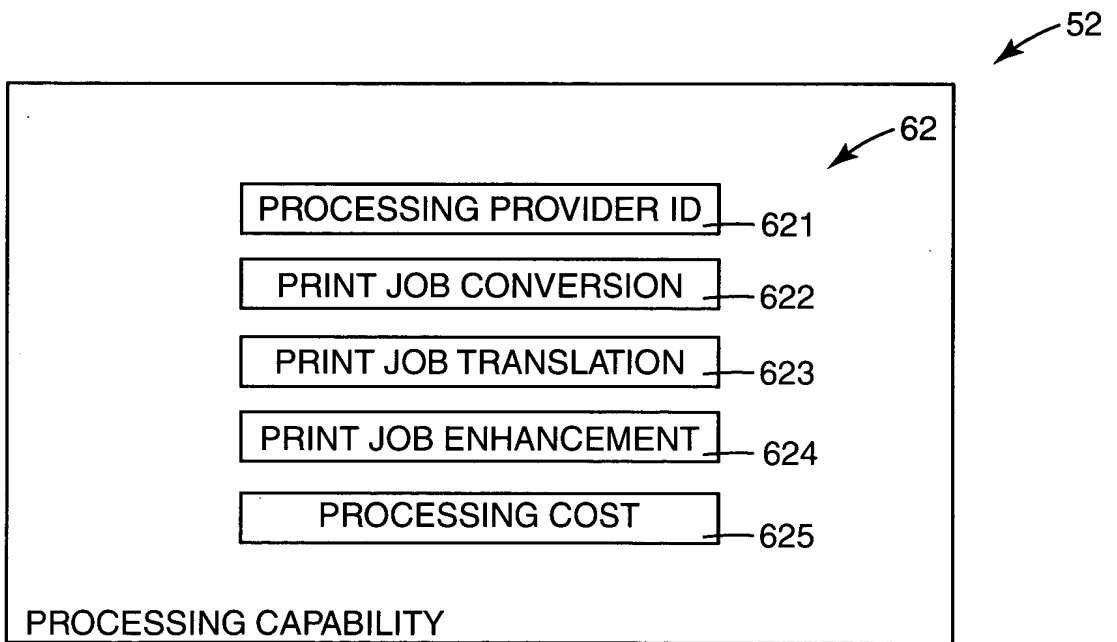 52
62
PROCESSING PROVIDER ID
621
PRINT JOB CONVERSION
622
PRINT JOB TRANSLATION
623
PRINT JOB ENHANCEMENT
624
PROCESSING COST
625
PROCESSING CAPABILITY